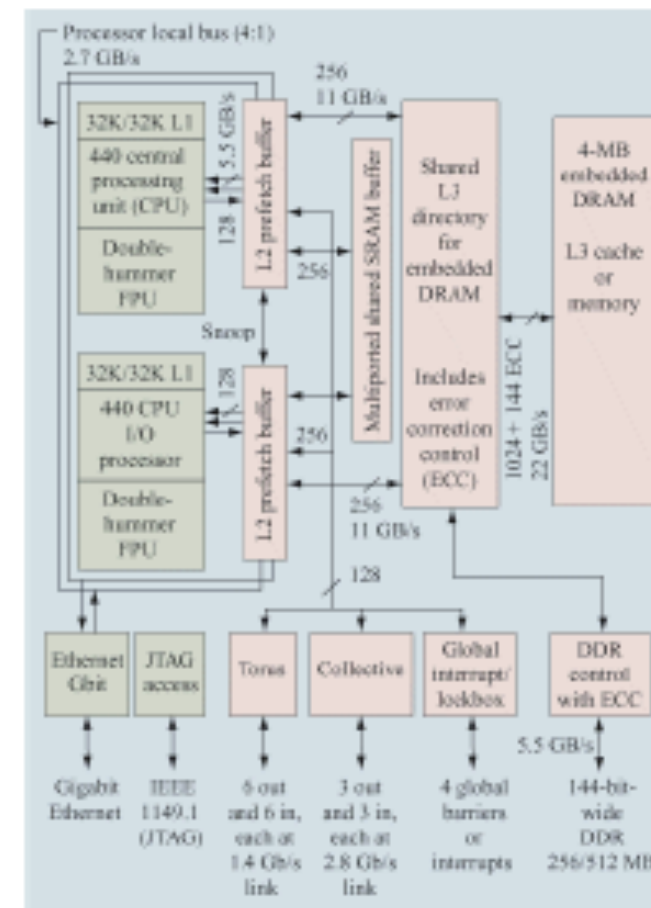 Processor local bus (4:1)
2.7 GB/s
256
11 GB/s
32K/32K L1
440 central
processing
unit (CPU)
Double-
hummer
FPU
5.5 GB/s
128
L2 prefetch buffer
256
Multiported shared SRAM buffer
Shared
L3
directory
for
embedded
DRAM
Includes
error
correction
control
(ECC)
4-MB
embedded
DRAM
L3 cache
or
memory
1024 + 144 ECC
22 GB/s
Snoop
32K/32K L1
440 CPU
I/O
processor
Double-
hummer
FPU
128
L2 prefetch buffer
256
256
11 GB/s
128
Ethernet
Gbit
JTAG
access
Torus
Collective
Global
interrupt/
lockbox
DDR
control
with ECC
5.5 GB/s
Gigabit
Ethernet
IEEE
1149.1
(JTAG)
6 out
and 6 in,
each at
1.4 Gb/s
link
3 out
and 3 in,
each at
2.8 Gb/s
link
4 global
barriers
or
interrupts
144-bit-
wide
DDR
256/512 MB